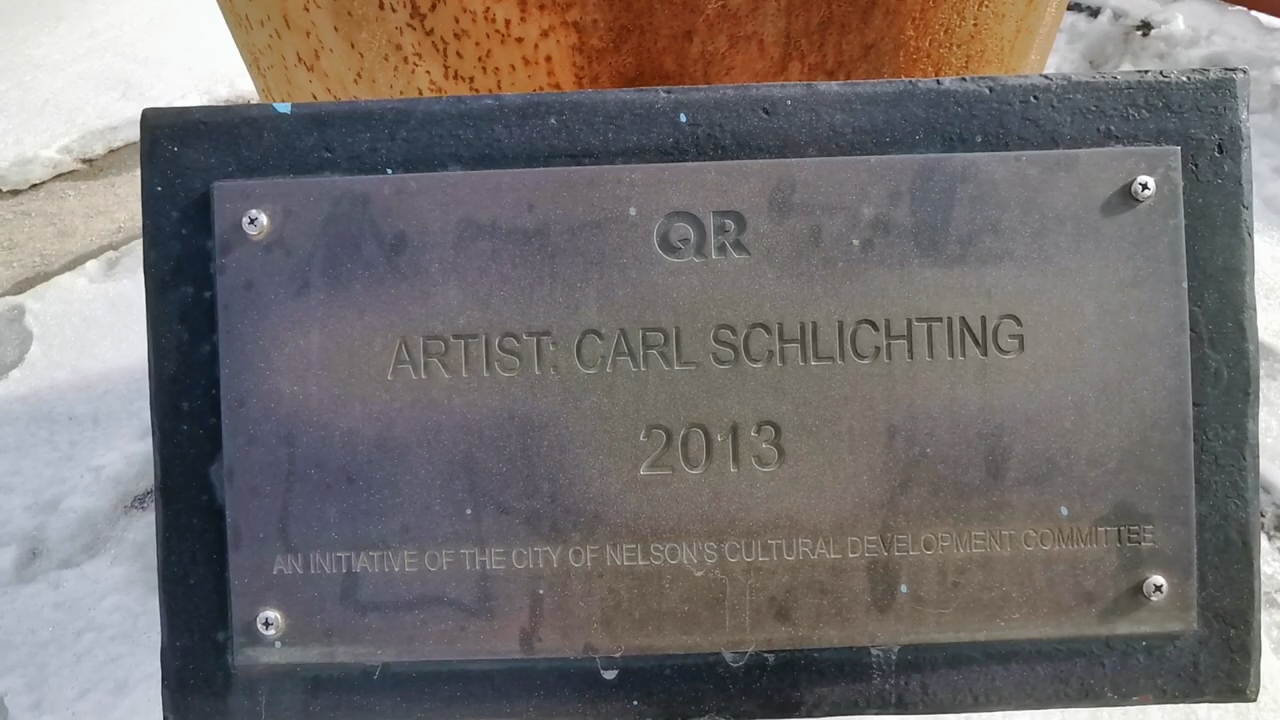 QR
ARTIST: CARL SCHLICHTING
2013
AN INITIATIVE OF THE CITY OF NELSON'S CULTURAL DEVELOPMENT COMMITTEE